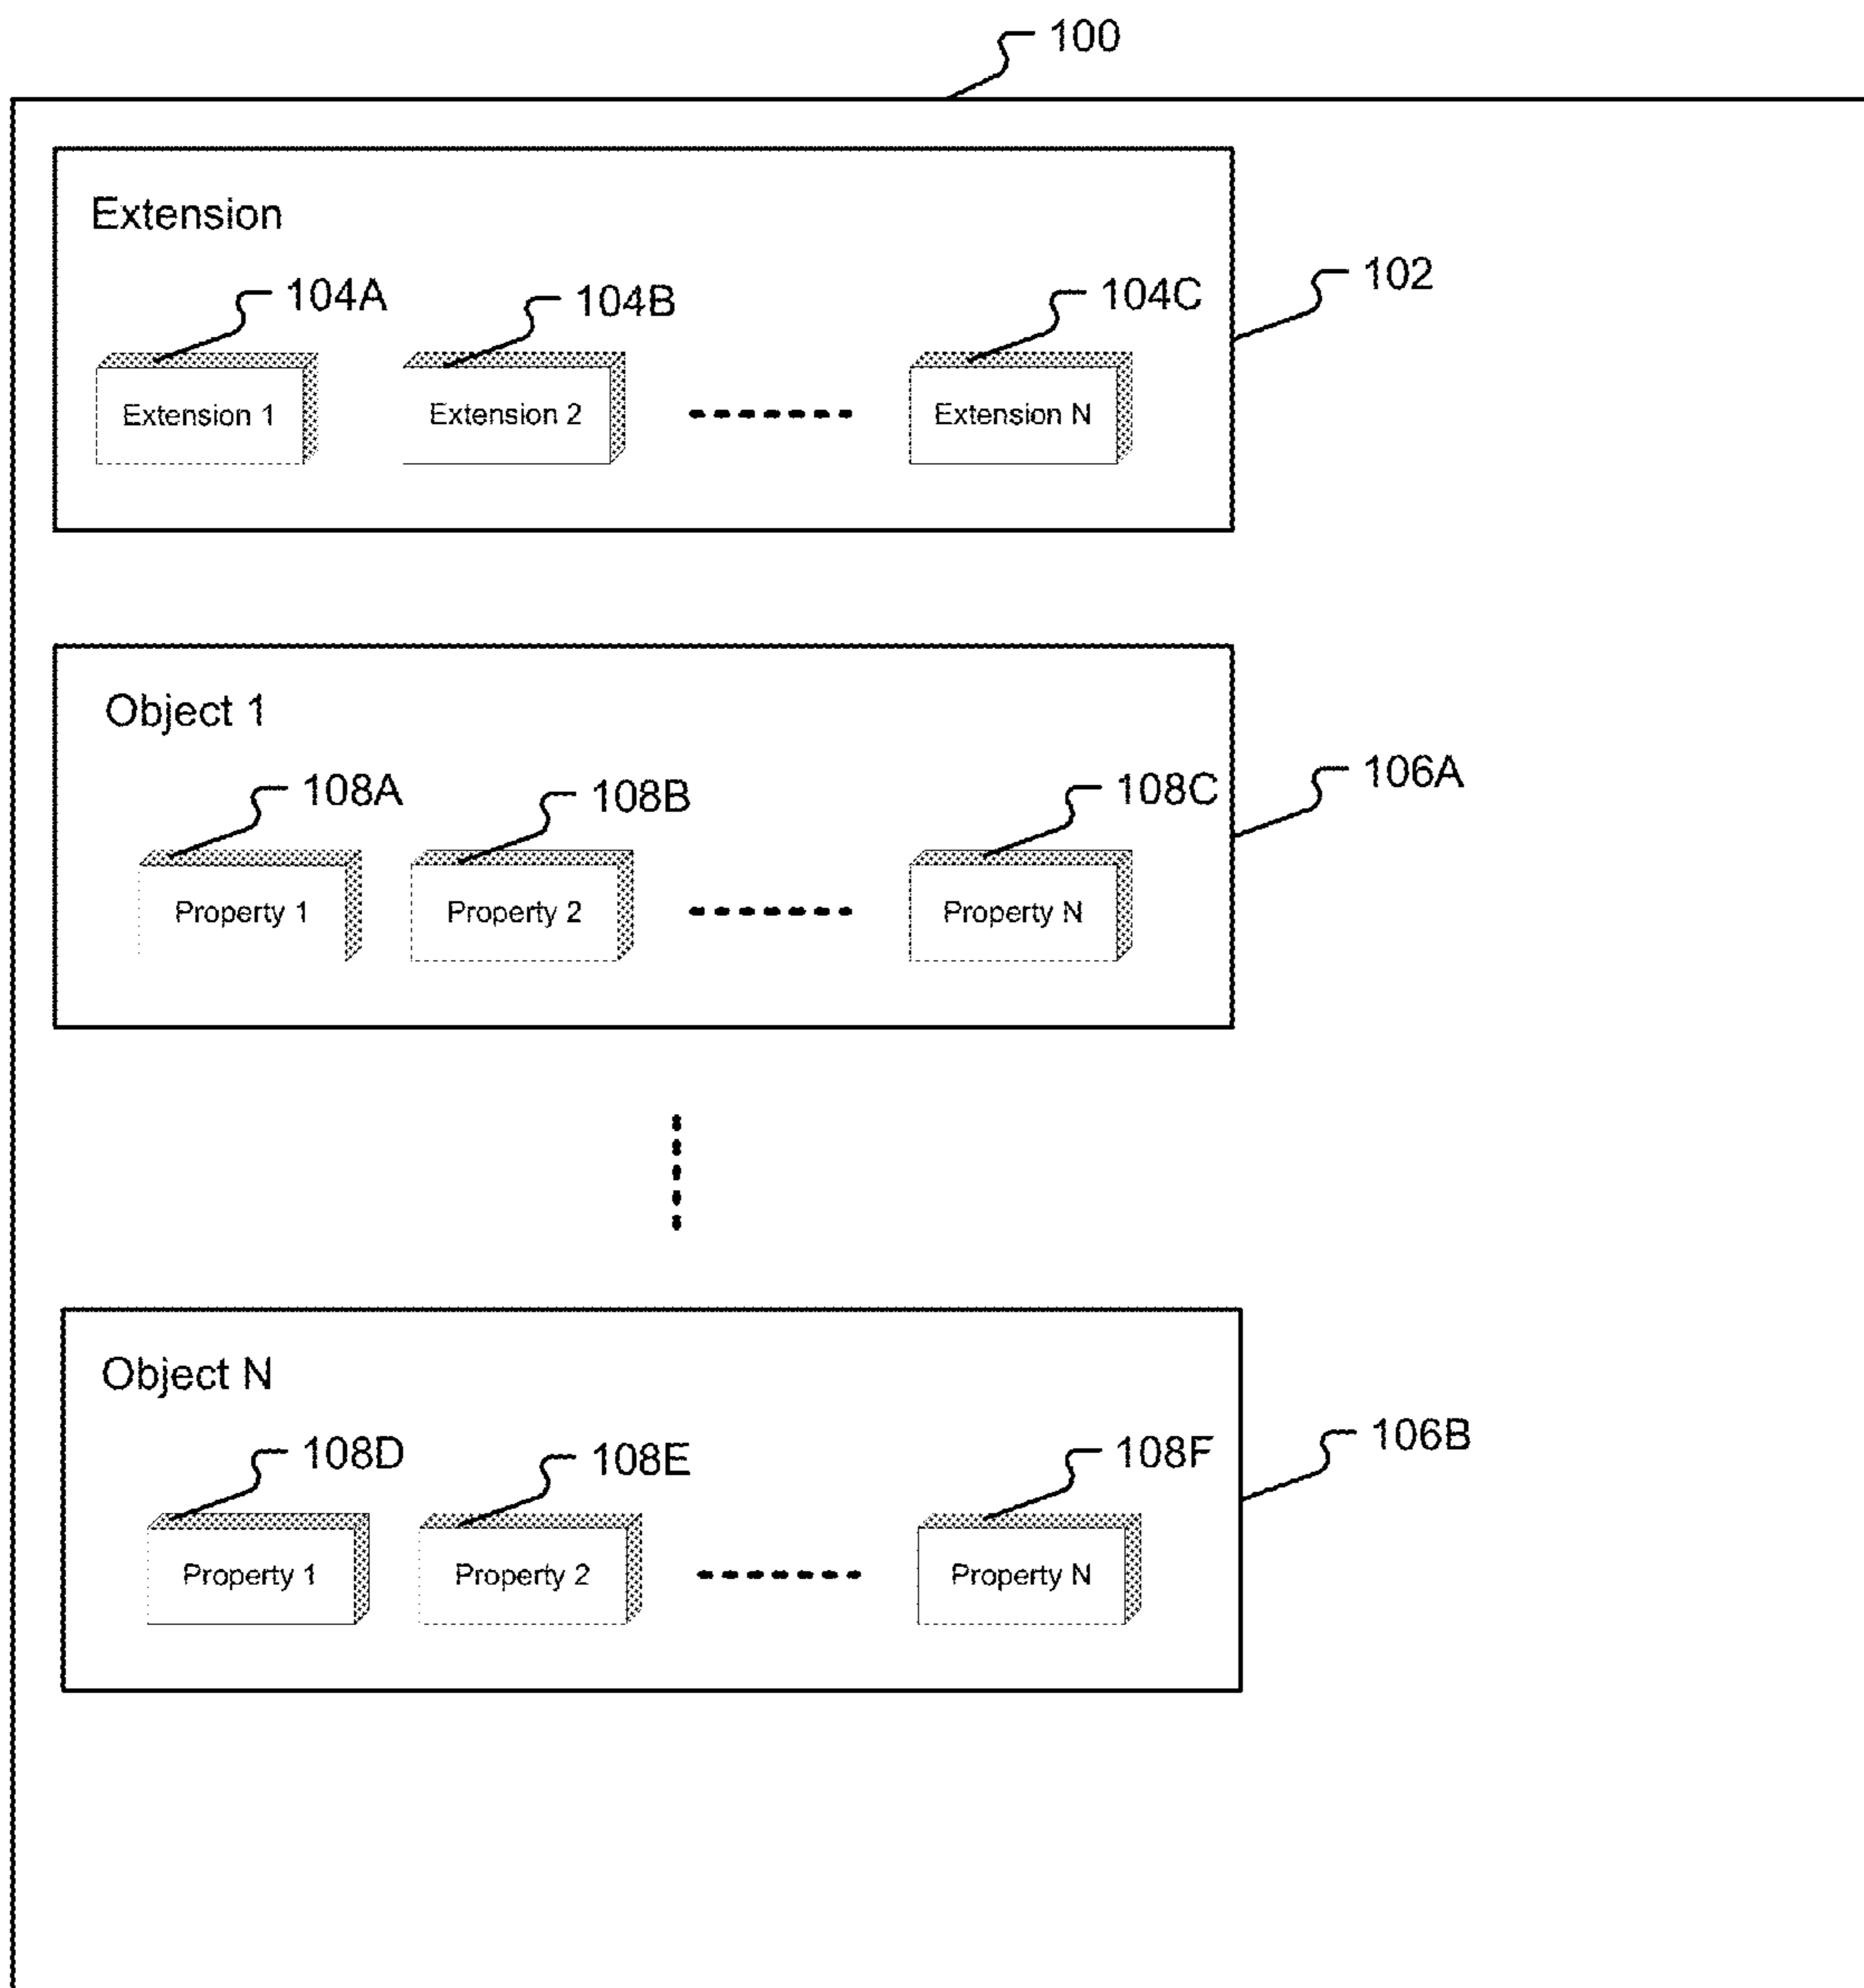 100
Extension
102
104A
104B
104C
Extension 1
Extension 2
Extension N
Object 1
106A
108A
108B
108C
Property 1
Property 2
Property N
Object N
106B
108D
108E
108F
Property 1
Property 2
Property N